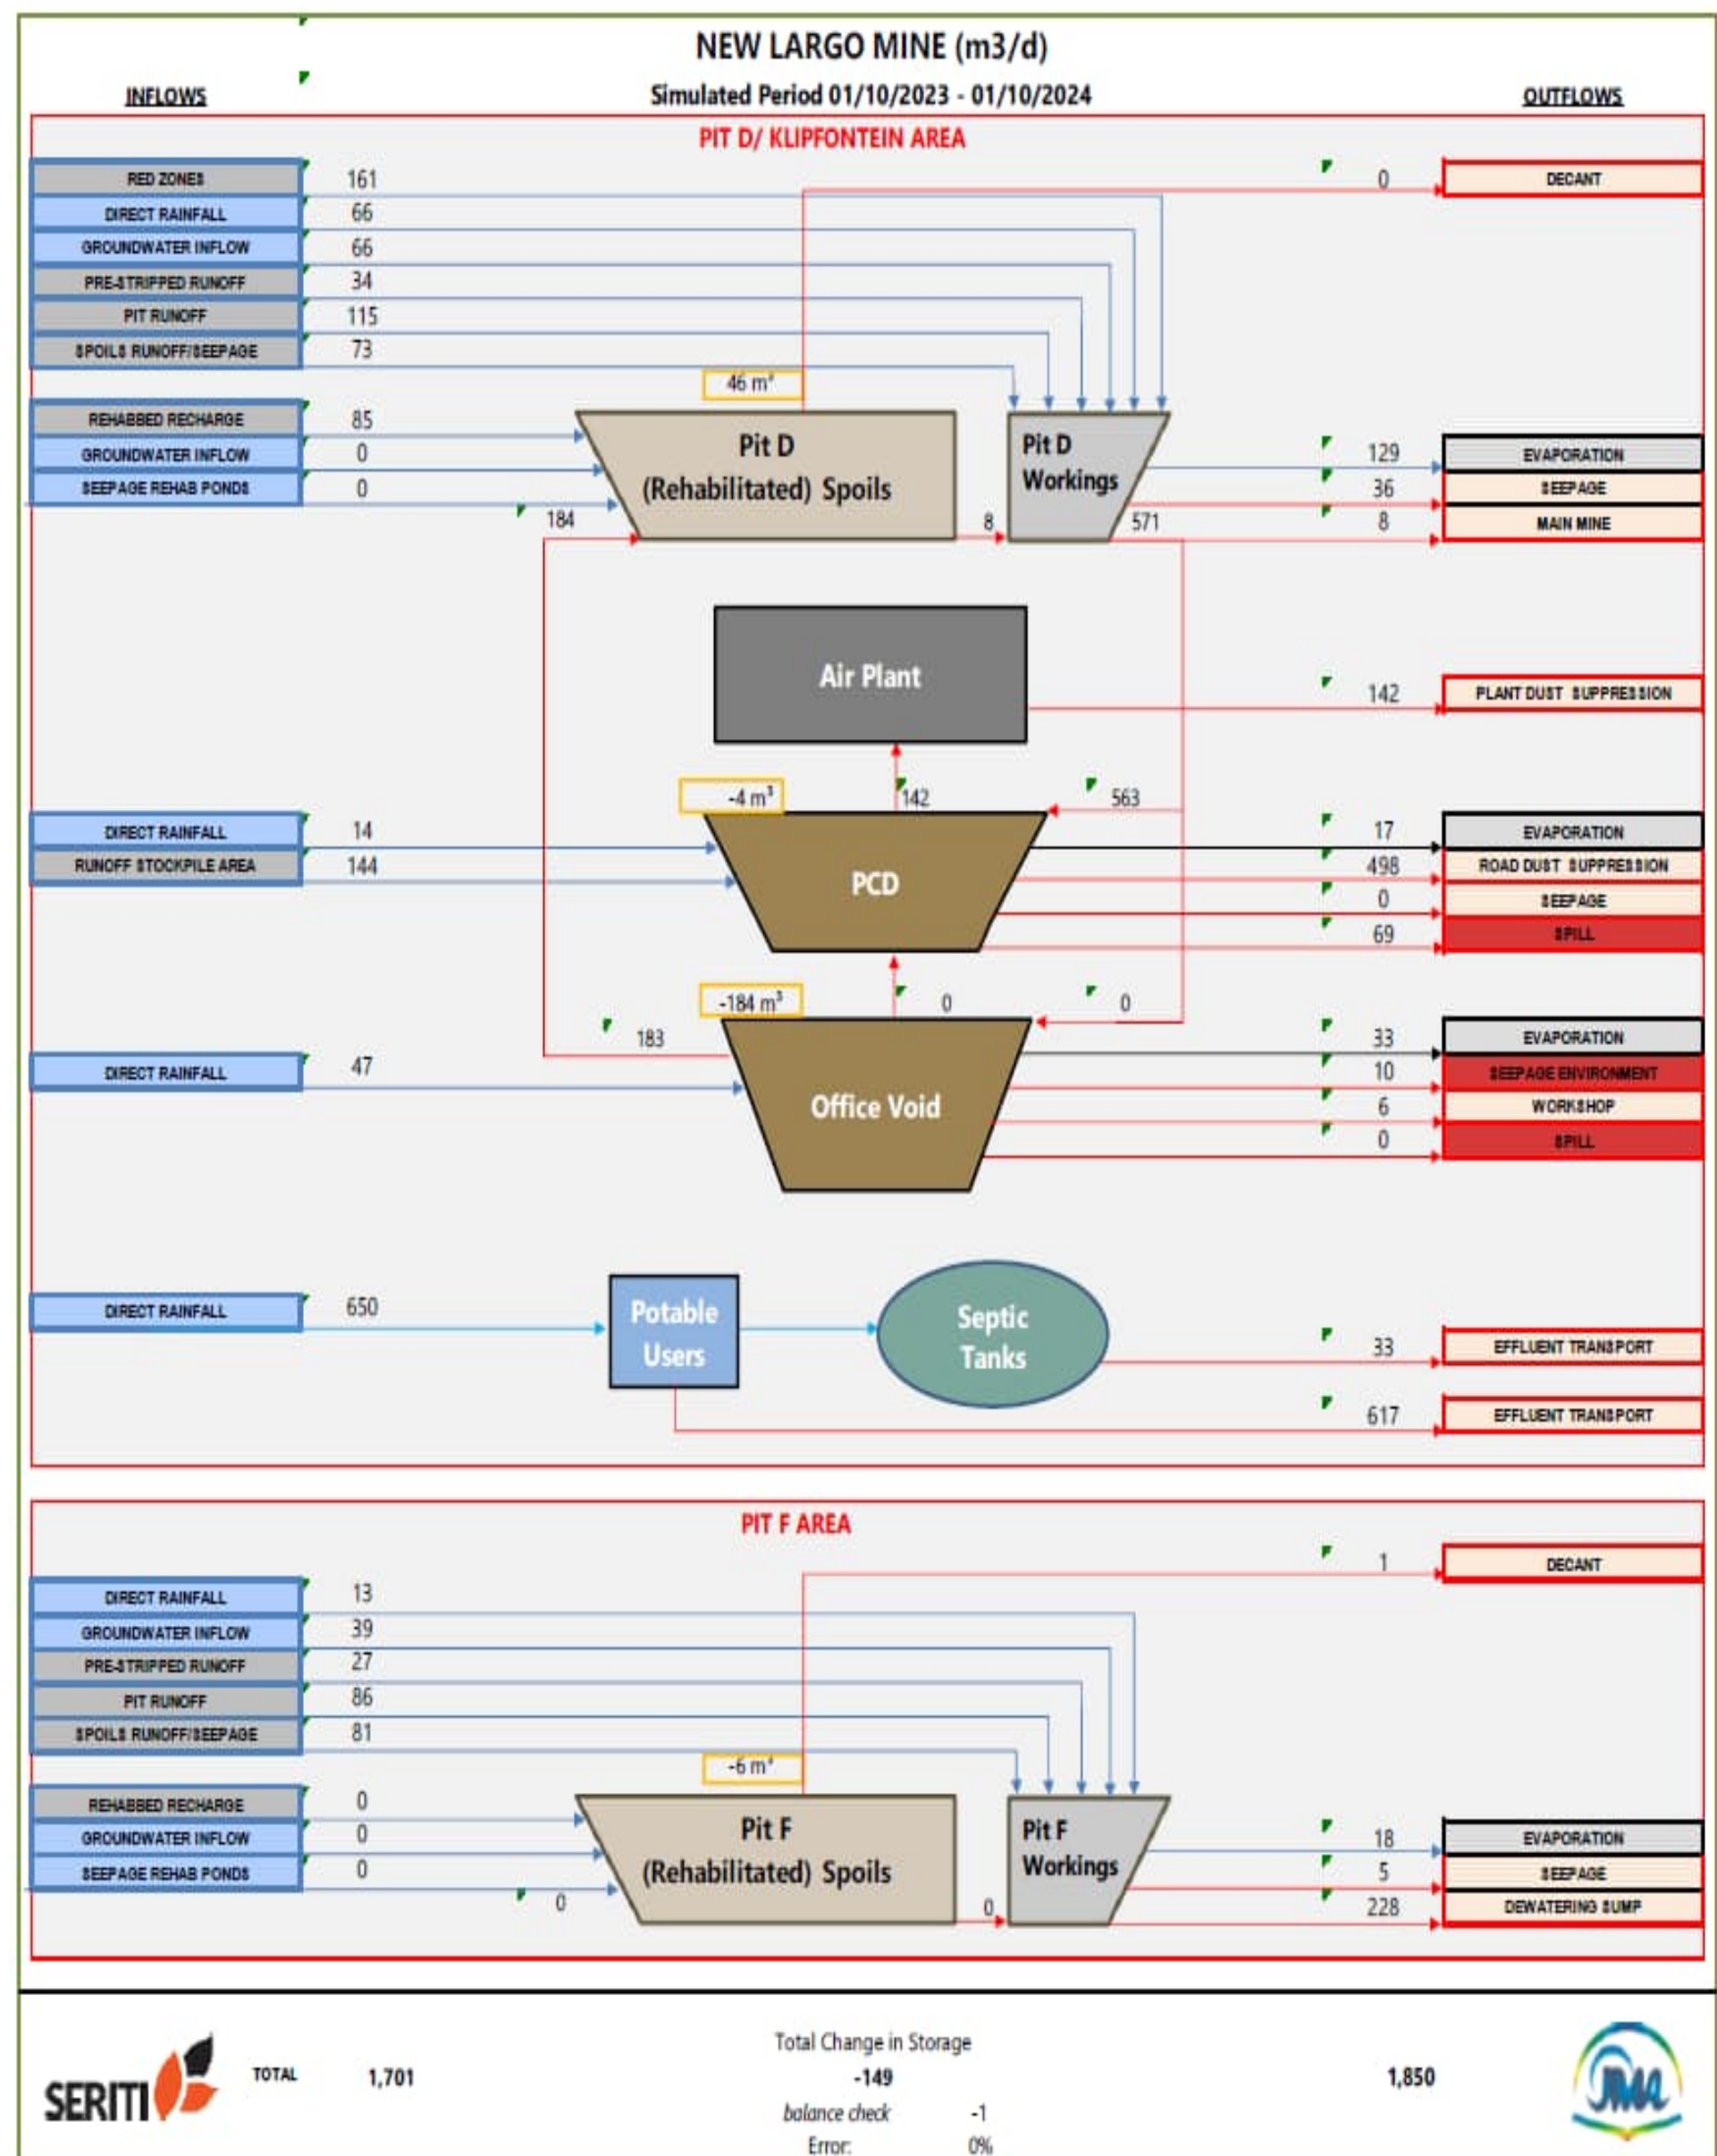 NEW LARGO MINE (m3/d)
INFLOWS
Simulated Period 01/10/2023 - 01/10/2024
OUTFLOWS
PIT D/ KLIPFONTEIN AREA
RED ZONES 161 0 DECANT
DIRECT RAINFALL 66
GROUNDWATER INFLOW 66
PRE-STRIPPED RUNOFF 34
PIT RUNOFF 115
SPOILS RUNOFF/SEEPAGE 73
46 m³
REHABBED RECHARGE 85
GROUNDWATER INFLOW 0
SEEPAGE REHAB PONDS 0
184
Pit D
(Rehabilitated) Spoils
8
Pit D
Workings
571
129 EVAPORATION
36 SEEPAGE
8 MAIN MINE
Air Plant
142 PLANT DUST SUPPRESSION
-4 m³
142
563
DIRECT RAINFALL 14
RUNOFF STOCKPILE AREA 144
PCD
17 EVAPORATION
498 ROAD DUST SUPPRESSION
0 SEEPAGE
69 SPILL
-184 m³
0
0
183
DIRECT RAINFALL 47
Office Void
33 EVAPORATION
10 SEEPAGE ENVIRONMENT
6 WORKSHOP
0 SPILL
DIRECT RAINFALL 650
Potable
Users
Septic
Tanks
33 EFFLUENT TRANSPORT
617 EFFLUENT TRANSPORT
PIT F AREA
1 DECANT
DIRECT RAINFALL 13
GROUNDWATER INFLOW 39
PRE-STRIPPED RUNOFF 27
PIT RUNOFF 86
SPOILS RUNOFF/SEEPAGE 81
-6 m³
REHABBED RECHARGE 0
GROUNDWATER INFLOW 0
SEEPAGE REHAB PONDS 0
0
Pit F
(Rehabilitated) Spoils
0
Pit F
Workings
18 EVAPORATION
5 SEEPAGE
228 DEWATERING SUMP
SERITI
TOTAL 1,701
Total Change in Storage
-149
1,850
balance check -1
Error: 0%
JMA